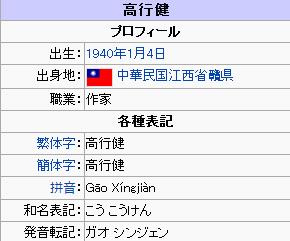 高行健
プロフィール
出生: 1940年1月4日
出身地: 中華民国江西省贛県
職業: 作家
各種表記
繁体字: 高行健
簡体字: 高行健
拼音: Gāo Xíngjiàn
和名表記: こう こうけん
発音転記: ガオ シンジェン